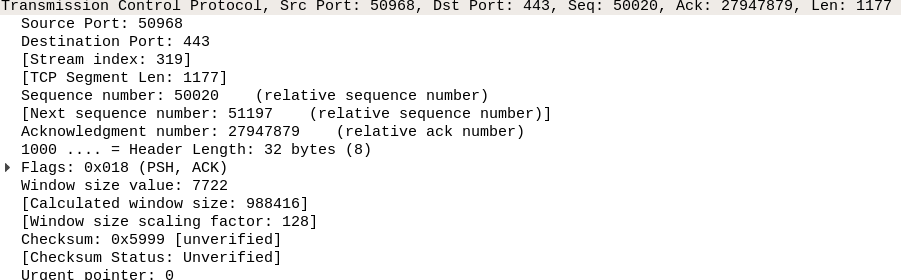 Transmission Control Protocol, Src Port: 50968, Dst Port: 443, Seq: 50020, Ack: 27947879, Len: 1177
Source Port: 50968
Destination Port: 443
[Stream index: 319]
[TCP Segment Len: 1177]
Sequence number: 50020    (relative sequence number)
[Next sequence number: 51197    (relative sequence number)]
Acknowledgment number: 27947879    (relative ack number)
1000 .... = Header Length: 32 bytes (8)
Flags: 0x018 (PSH, ACK)
Window size value: 7722
[Calculated window size: 988416]
[Window size scaling factor: 128]
Checksum: 0x5999 [unverified]
[Checksum Status: Unverified]
Urgent pointer: 0